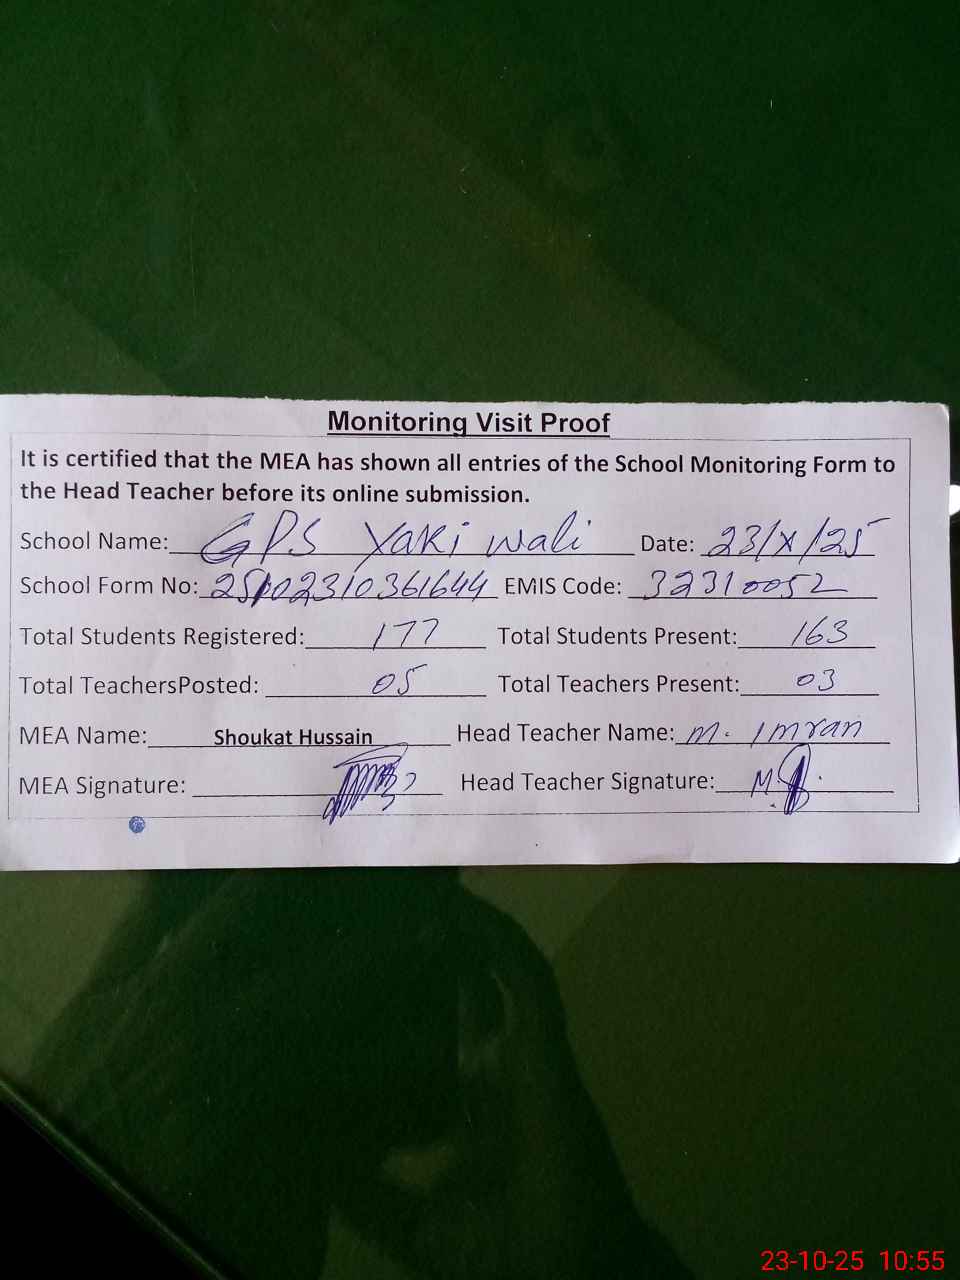 Monitoring Visit Proof
It is certified that the MEA has shown all entries of the School Monitoring Form to
the Head Teacher before its online submission.
School Name: GPS Yaki wali Date: 23/X/25
School Form No: 251002310361644 EMIS Code: 32310052
Total Students Registered: 177 Total Students Present: 163
Total TeachersPosted: 05 Total Teachers Present: 03
MEA Name: Shoukat Hussain Head Teacher Name: M. Imran
MEA Signature: Head Teacher Signature:
23-10-25 10:55